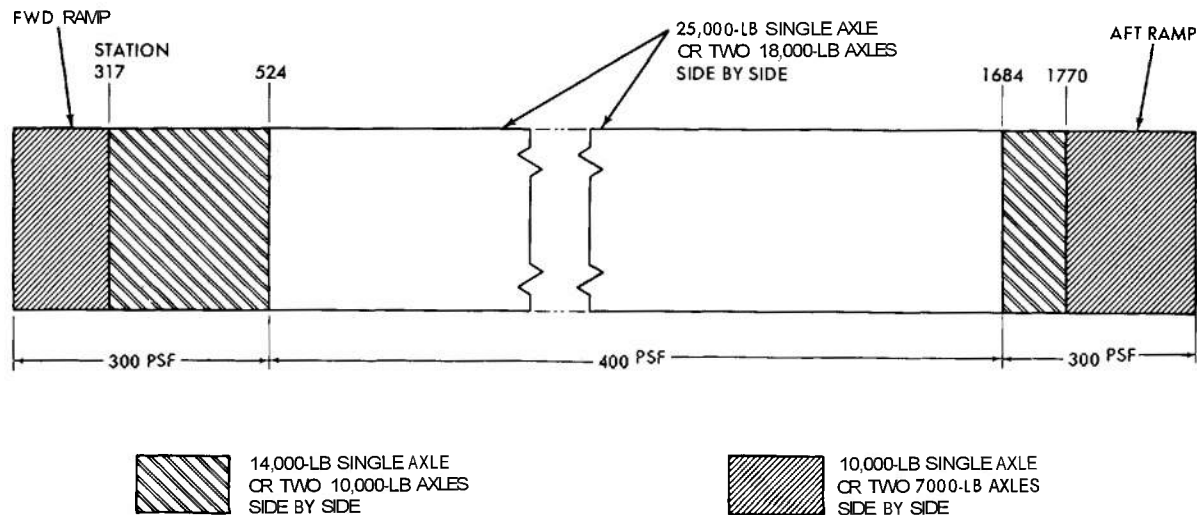 FWD RAMP
STATION
317
524
25,000-LB SINGLE AXLE
CR TWO 18,000-LB AXLES
SIDE BY SIDE
1684
1770
AFT RAMP
300 PSF
400 PSF
300 PSF
14,000-LB SINGLE AXLE
CR TWO 10,000-LB AXLES
SIDE BY SIDE
10,000-LB SINGLE AXLE
CR TWO 7000-LB AXLES
SIDE BY SIDE